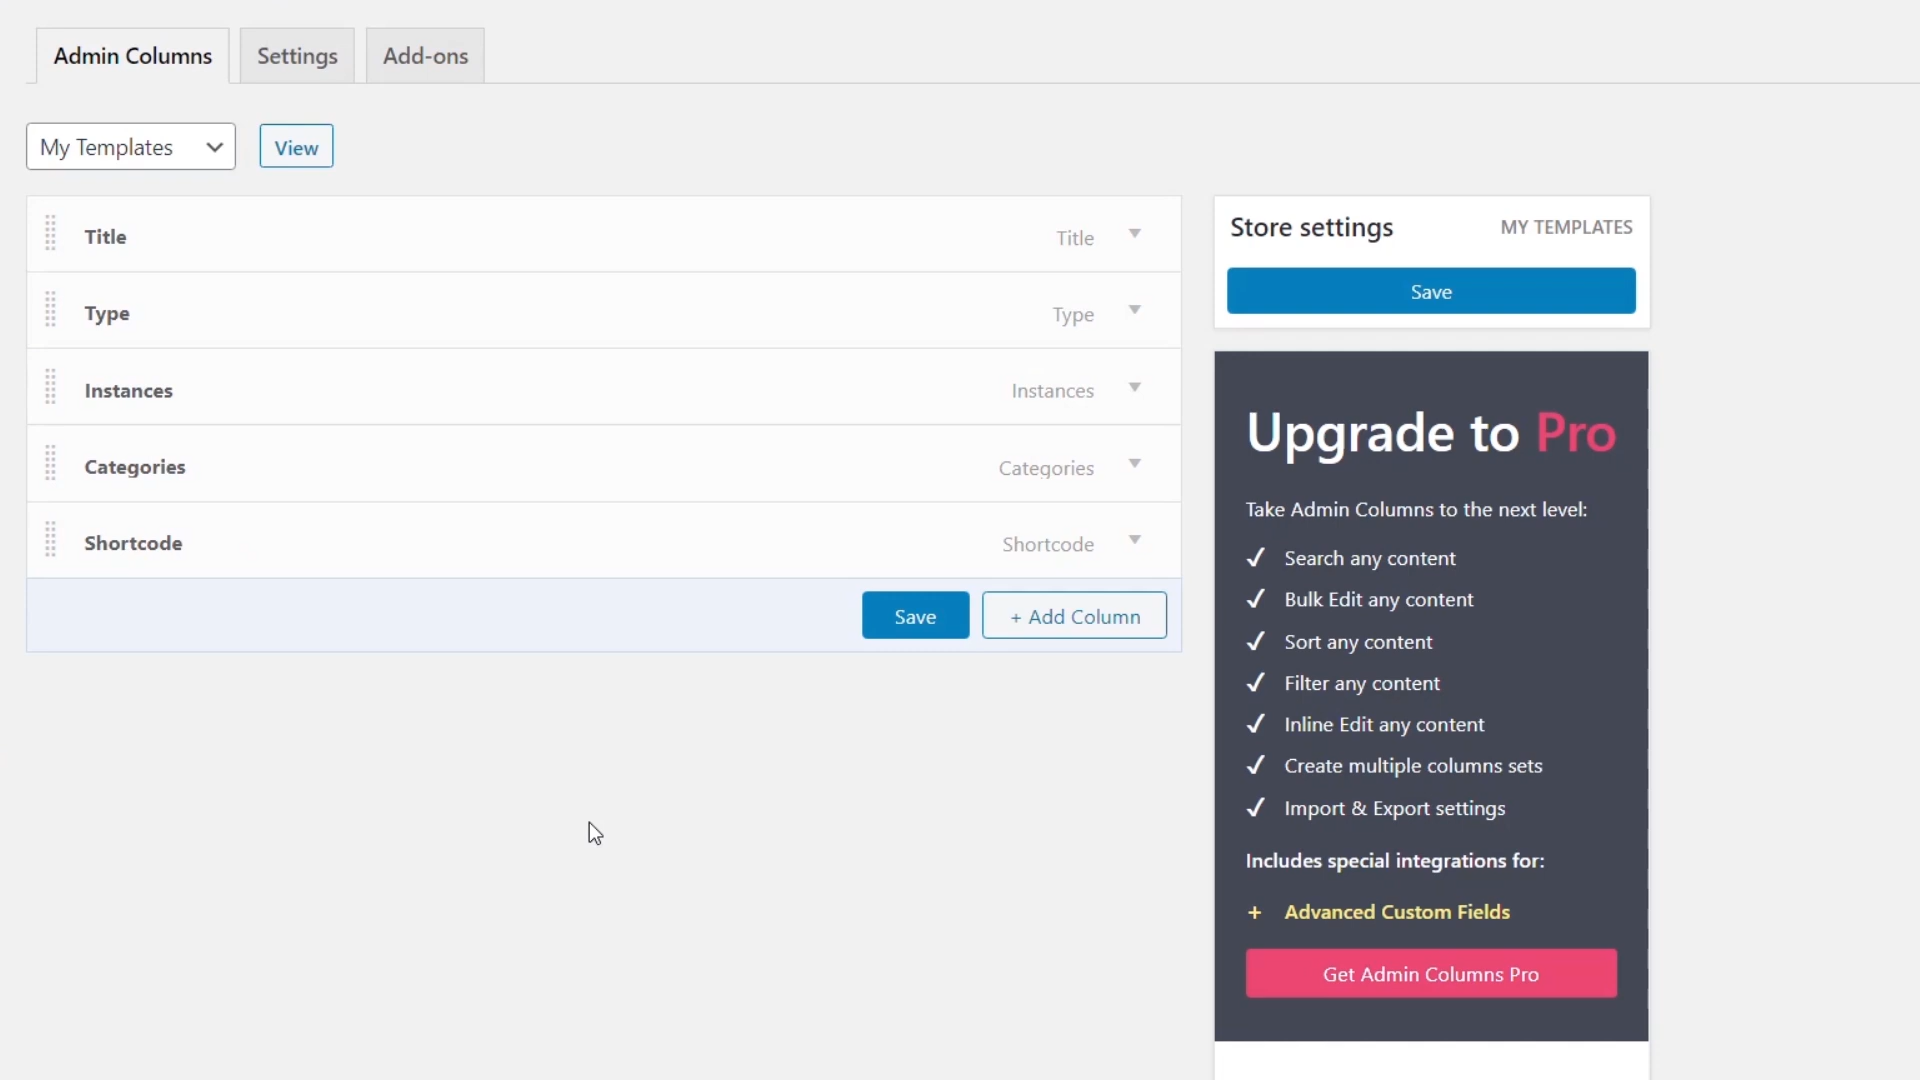 Admin Columns
Settings
Add-ons
My Templates
View
Title
Title
Type
Type
Instances
Instances
Categories
Categories
Shortcode
Shortcode
Save
+ Add Column
Store settings
MY TEMPLATES
Save
Upgrade to Pro
Take Admin Columns to the next level:
Search any content
Bulk Edit any content
Sort any content
Filter any content
Inline Edit any content
Create multiple columns sets
Import & Export settings
Includes special integrations for:
+ Advanced Custom Fields
Get Admin Columns Pro